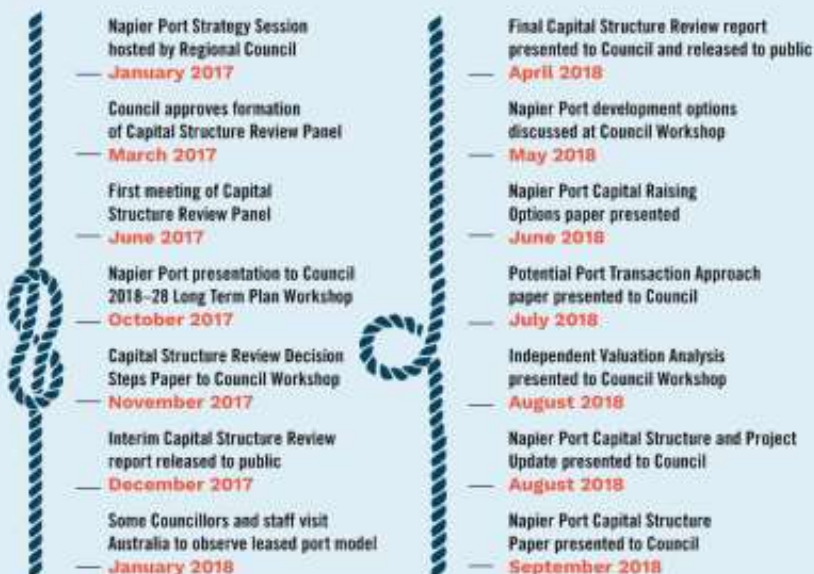 Napier Port Strategy Session
hosted by Regional Council
January 2017
Council approves formation
of Capital Structure Review Panel
March 2017
First meeting of Capital
Structure Review Panel
June 2017
Napier Port presentation to Council
2018–28 Long Term Plan Workshop
October 2017
Capital Structure Review Decision
Steps Paper to Council Workshop
November 2017
Interim Capital Structure Review
report released to public
December 2017
Some Councillors and staff visit
Australia to observe leased port model
January 2018
Final Capital Structure Review report
presented to Council and released to public
April 2018
Napier Port development options
discussed at Council Workshop
May 2018
Napier Port Capital Raising
Options paper presented
June 2018
Potential Port Transaction Approach
paper presented to Council
July 2018
Independent Valuation Analysis
presented to Council Workshop
August 2018
Napier Port Capital Structure and Project
Update presented to Council
August 2018
Napier Port Capital Structure
Paper presented to Council
September 2018